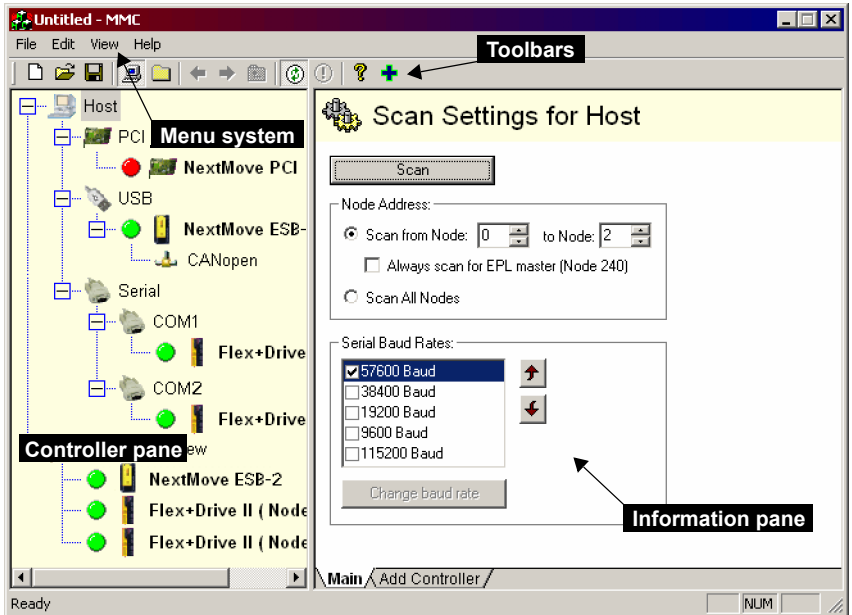 Untitled - MMC
File Edit View Help
Toolbars
Host
Menu system
PCI
NextMove PCI
USB
NextMove ESB-
CANopen
Serial
COM1
Flex+Drive
COM2
Flex+Drive
Controller pane
ew
NextMove ESB-2
Flex+Drive II ( Node
Flex+Drive II ( Node
Scan Settings for Host
Scan
Node Address:
Scan from Node: 0 to Node: 2
Always scan for EPL master (Node 240)
Scan All Nodes
Serial Baud Rates:
57600 Baud
38400 Baud
19200 Baud
9600 Baud
115200 Baud
Change baud rate
Information pane
Main Add Controller
Ready
NUM